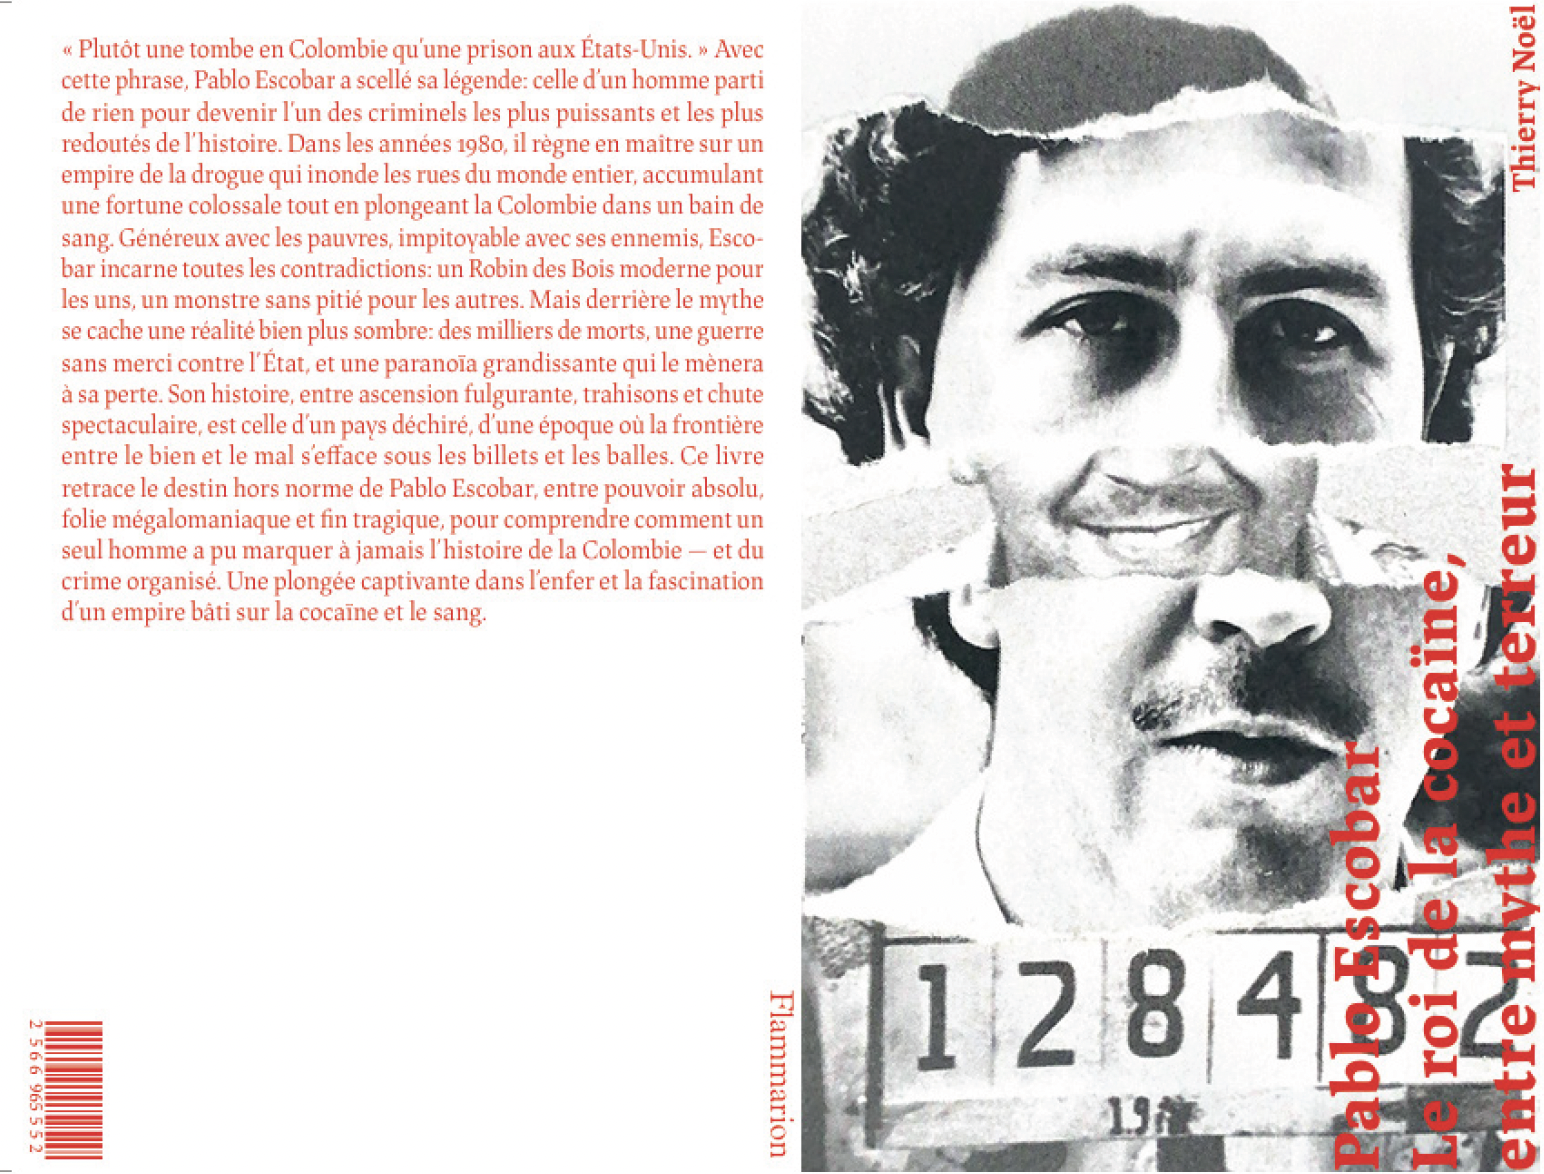 « Plutôt une tombe en Colombie qu'une prison aux États-Unis. » Avec
cette phrase, Pablo Escobar a scellé sa légende: celle d'un homme parti
de rien pour devenir l'un des criminels les plus puissants et les plus
redoutés de l'histoire. Dans les années 1980, il règne en maître sur un
empire de la drogue qui inonde les rues du monde entier, accumulant
une fortune colossale tout en plongeant la Colombie dans un bain de
sang. Généreux avec les pauvres, impitoyable avec ses ennemis, Esco-
bar incarne toutes les contradictions: un Robin des Bois moderne pour
les uns, un monstre sans pitié pour les autres. Mais derrière le mythe
se cache une réalité bien plus sombre: des milliers de morts, une guerre
sans merci contre l'État, et une paranoïa grandissante qui le mènera
à sa perte. Son histoire, entre ascension fulgurante, trahisons et chute
spectaculaire, est celle d'un pays déchiré, d'une époque où la frontière
entre le bien et le mal s'efface sous les billets et les balles. Ce livre
retrace le destin hors norme de Pablo Escobar, entre pouvoir absolu,
folie mégalomaniaque et fin tragique, pour comprendre comment un
seul homme a pu marquer à jamais l'histoire de la Colombie — et du
crime organisé. Une plongée captivante dans l'enfer et la fascination
d'un empire bâti sur la cocaïne et le sang.
2 566 965 552
Flammarion
Thierry Noël
Pablo Escobar
Le roi de la cocaïne,
entre mythe et terreur
128482